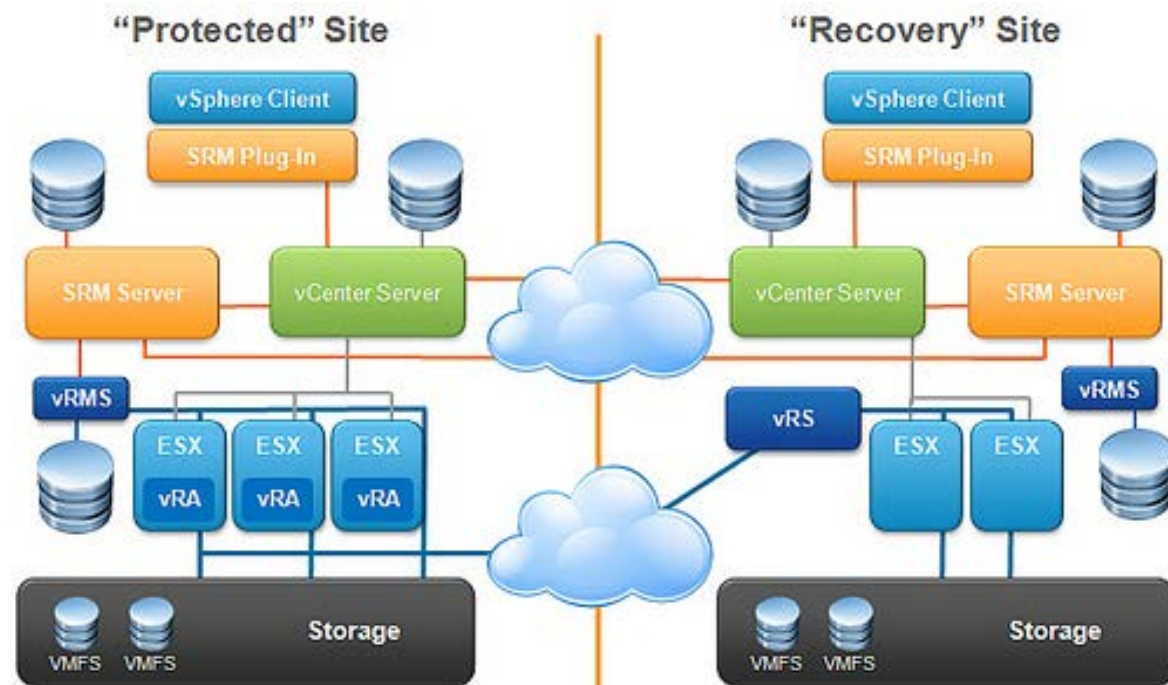 “Protected” Site
“Recovery” Site
vSphere Client
vSphere Client
SRM Plug-In
SRM Plug-In
SRM Server
vCenter Server
vCenter Server
SRM Server
vRMS
vRS
vRMS
ESX
ESX
ESX
ESX
ESX
vRA
vRA
vRA
Storage
Storage
VMFS
VMFS
VMFS
VMFS